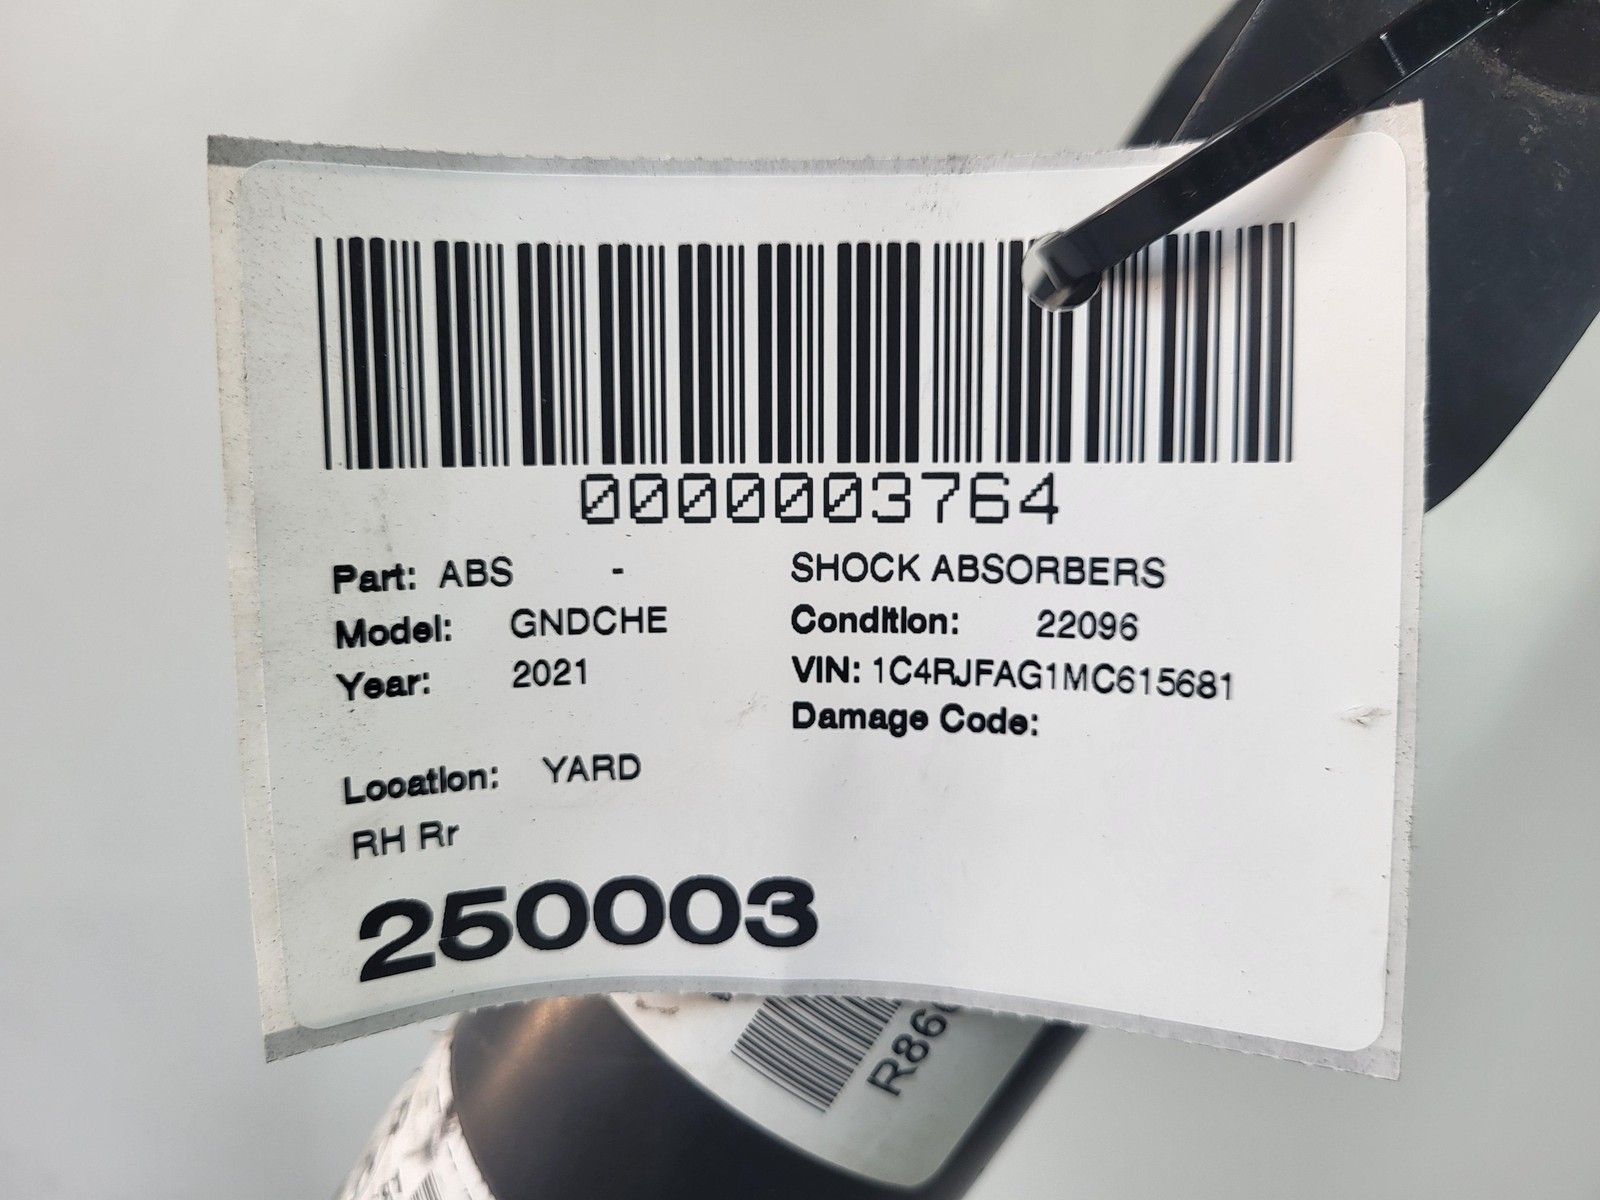 0000003764
Part: ABS - SHOCK ABSORBERS
Model: GNDCHE Condition: 22096
Year: 2021 VIN: 1C4RJFAG1MC615681
Damage Code:
Location: YARD
RH Rr
250003
R86